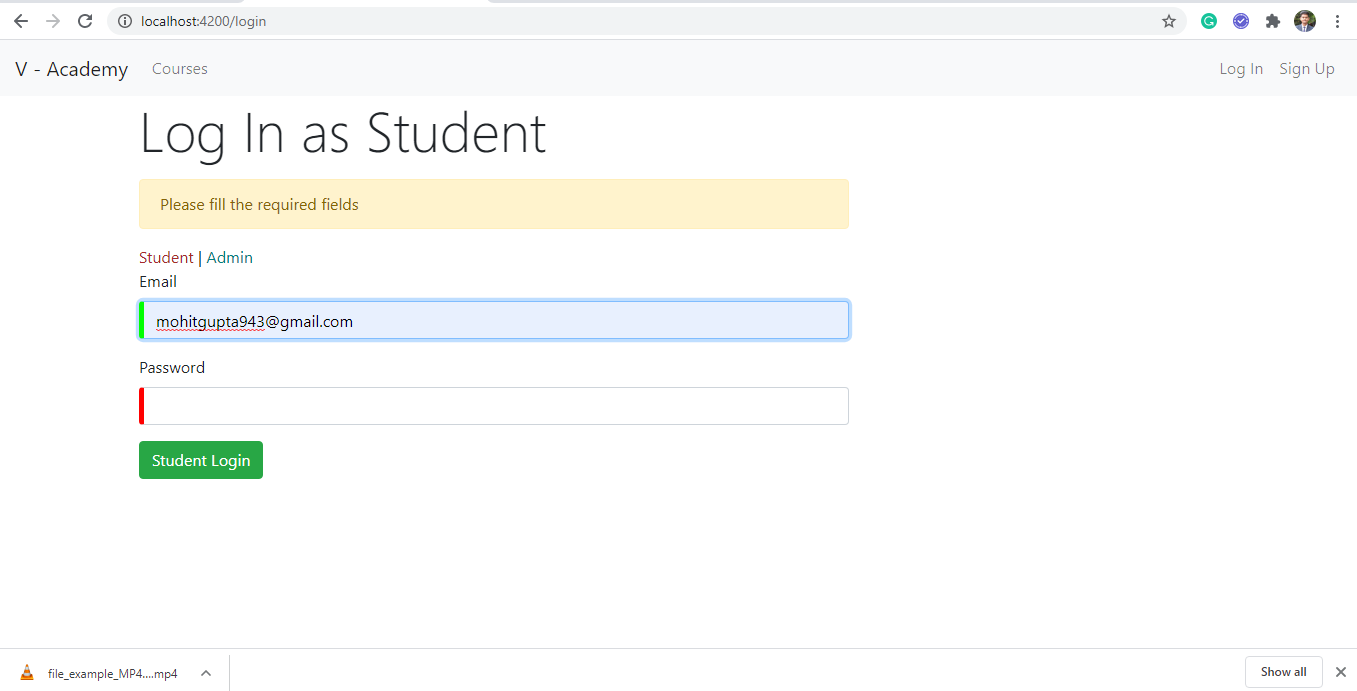 localhost:4200/login
V - Academy Courses Log In Sign Up
Log In as Student
Please fill the required fields
Student | Admin
Email
mohitgupta943@gmail.com
Password
Student Login
file_example_MP4....mp4 Show all